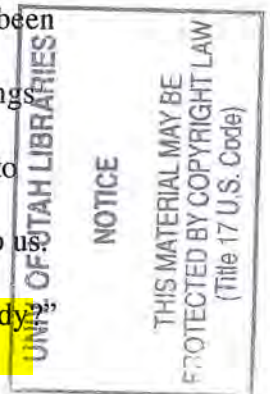 been
ngs
to
us.
dy?"
UNIV. OF UTAH LIBRARIES
NOTICE
THIS MATERIAL MAY BE
PROTECTED BY COPYRIGHT LAW
(Title 17 U.S. Code)